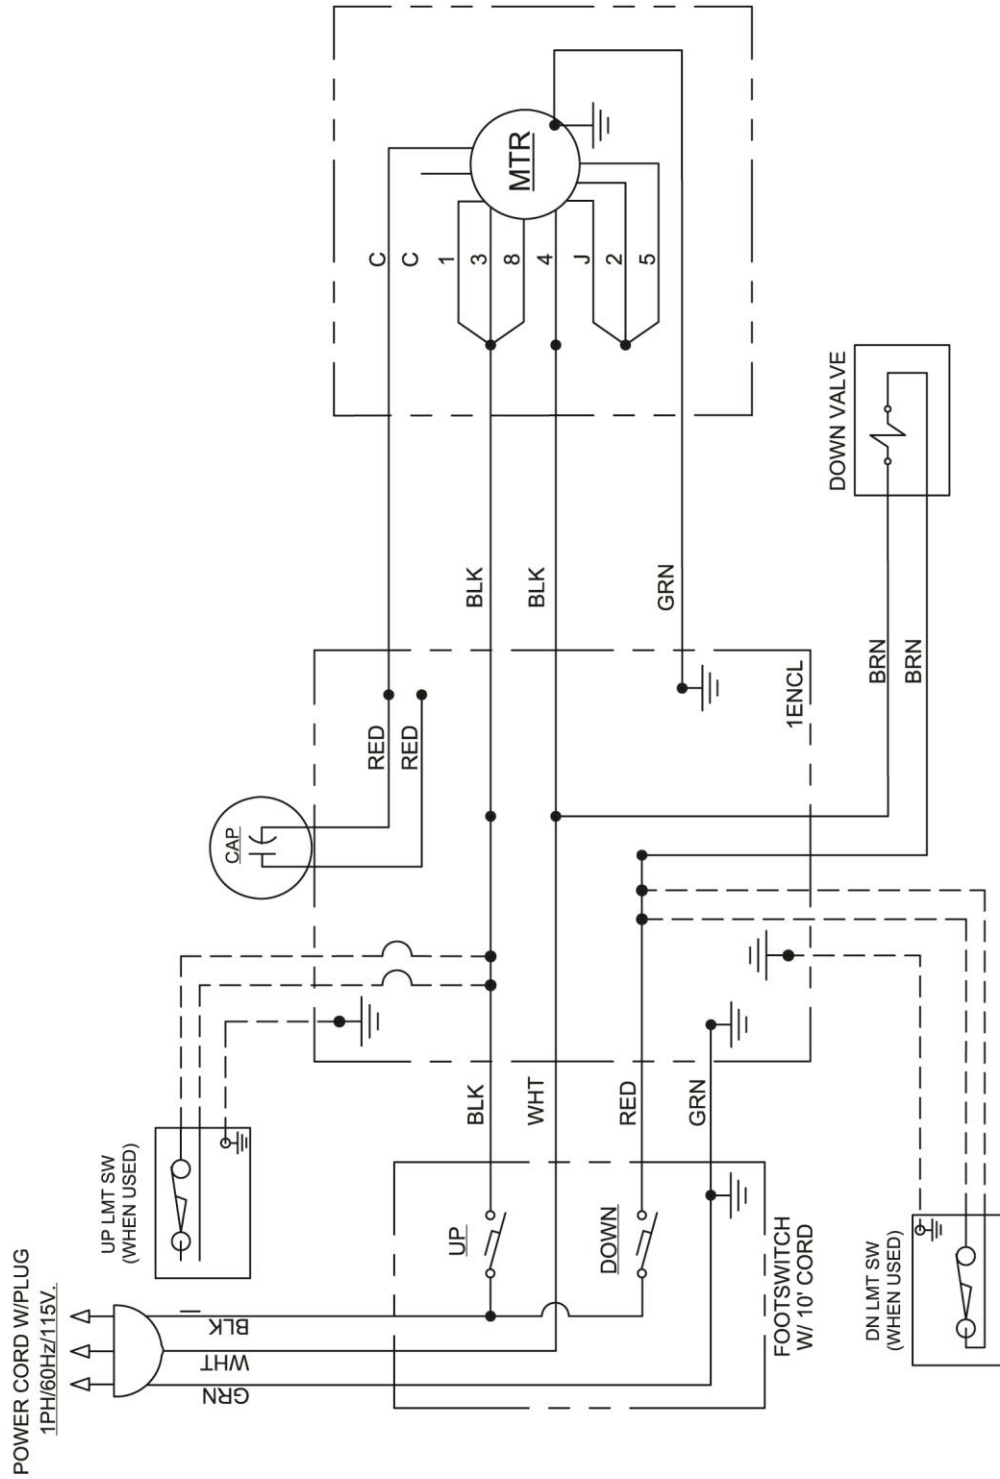 MTR
C
C
1
3
8
4
J
2
5
DOWN VALVE
BLK
BLK
GRN
BRN
BRN
1ENCL
RED
RED
CAP
BLK
WHT
RED
GRN
UP LMT SW
(WHEN USED)
UP
DOWN
FOOTSWITCH
W/ 10' CORD
DN LMT SW
(WHEN USED)
POWER CORD W/PLUG
1PH/60Hz/115V.
BLK
WHT
GRN